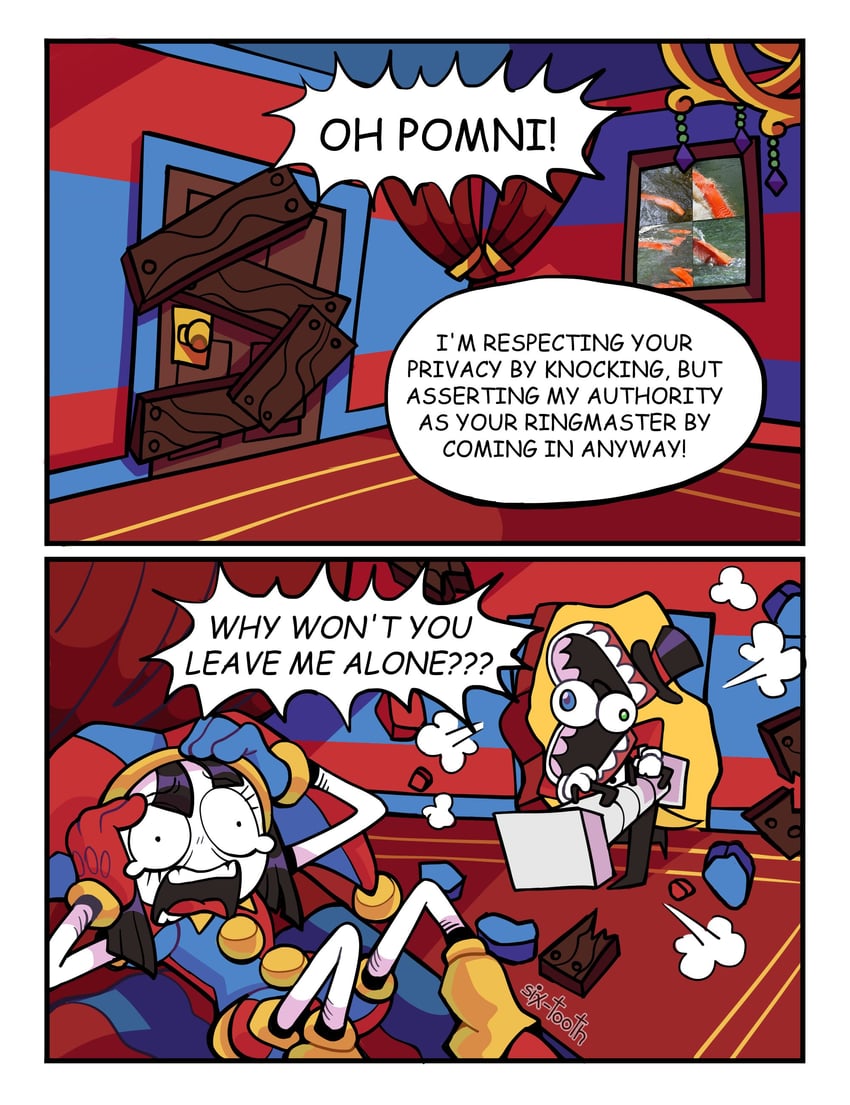 OH POMNI!
I'M RESPECTING YOUR
PRIVACY BY KNOCKING, BUT
ASSERTING MY AUTHORITY
AS YOUR RINGMASTER BY
COMING IN ANYWAY!
WHY WON'T YOU
LEAVE ME ALONE???
six-tooth